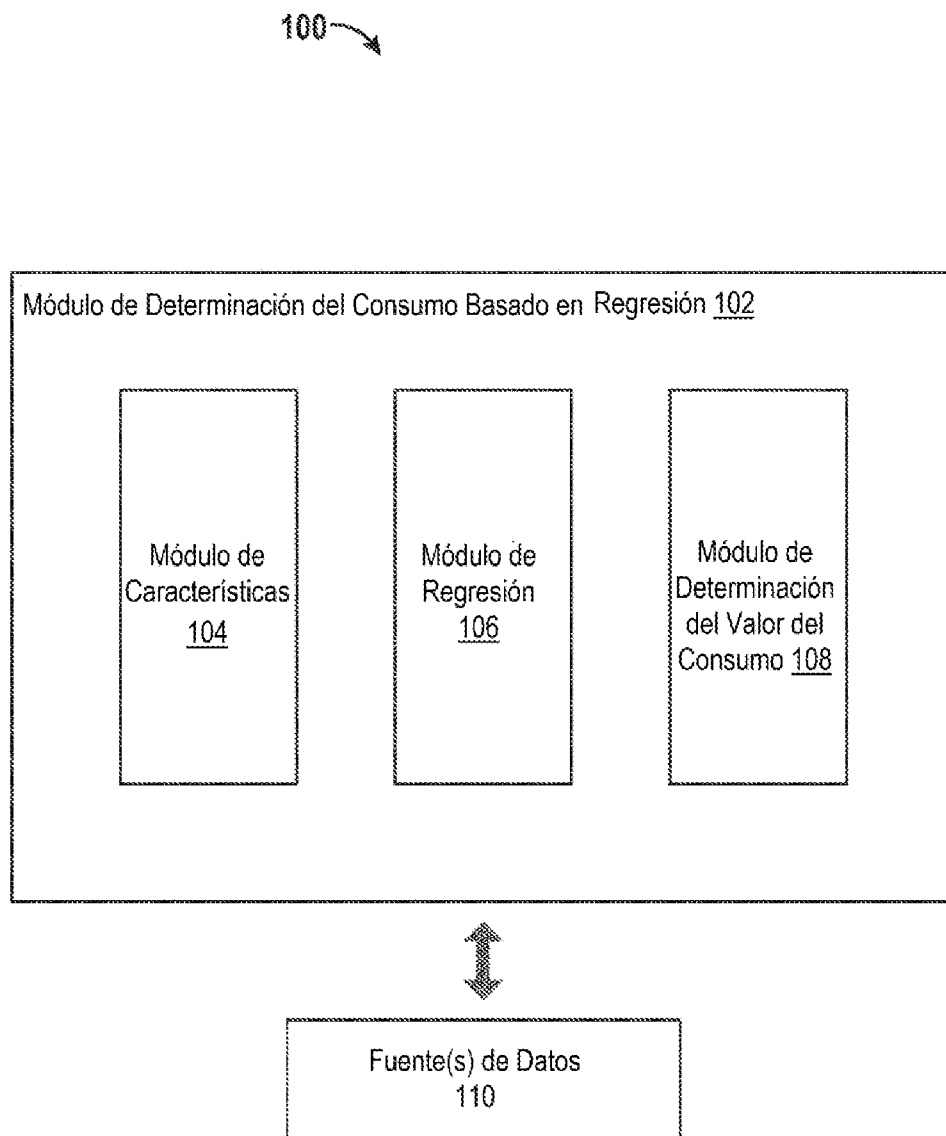 100
Módulo de Determinación del Consumo Basado en Regresión 102
Módulo de
Características
104
Módulo de
Regresión
106
Módulo de
Determinación
del Valor del
Consumo 108
Fuente(s) de Datos
110